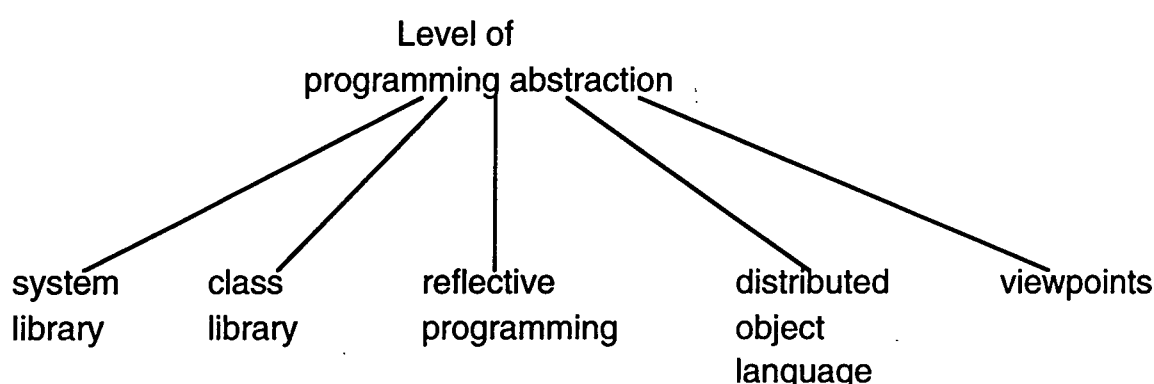 Level of
programming abstraction
system
library
class
library
reflective
programming
distributed
object
language
viewpoints